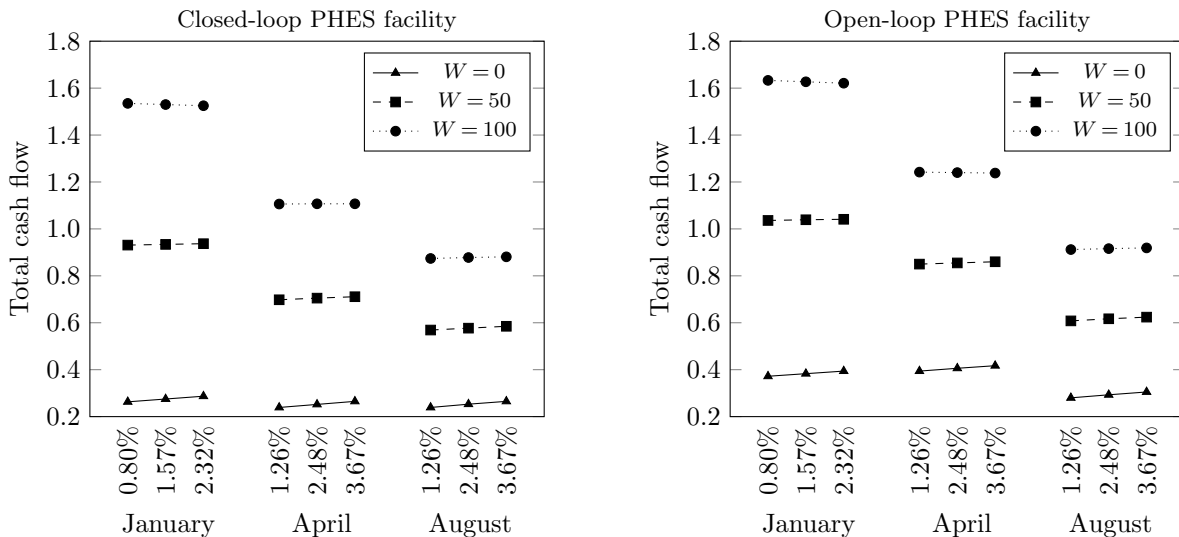 Closed-loop PHES facility
Total cash flow
1.8
1.6
1.4
1.2
1.0
0.8
0.6
0.4
0.2
W = 0
W = 50
W = 100
0.80%
1.57%
2.32%
1.26%
2.48%
3.67%
1.26%
2.48%
3.67%
January
April
August
Open-loop PHES facility
Total cash flow
1.8
1.6
1.4
1.2
1.0
0.8
0.6
0.4
0.2
W = 0
W = 50
W = 100
0.80%
1.57%
2.32%
1.26%
2.48%
3.67%
1.26%
2.48%
3.67%
January
April
August